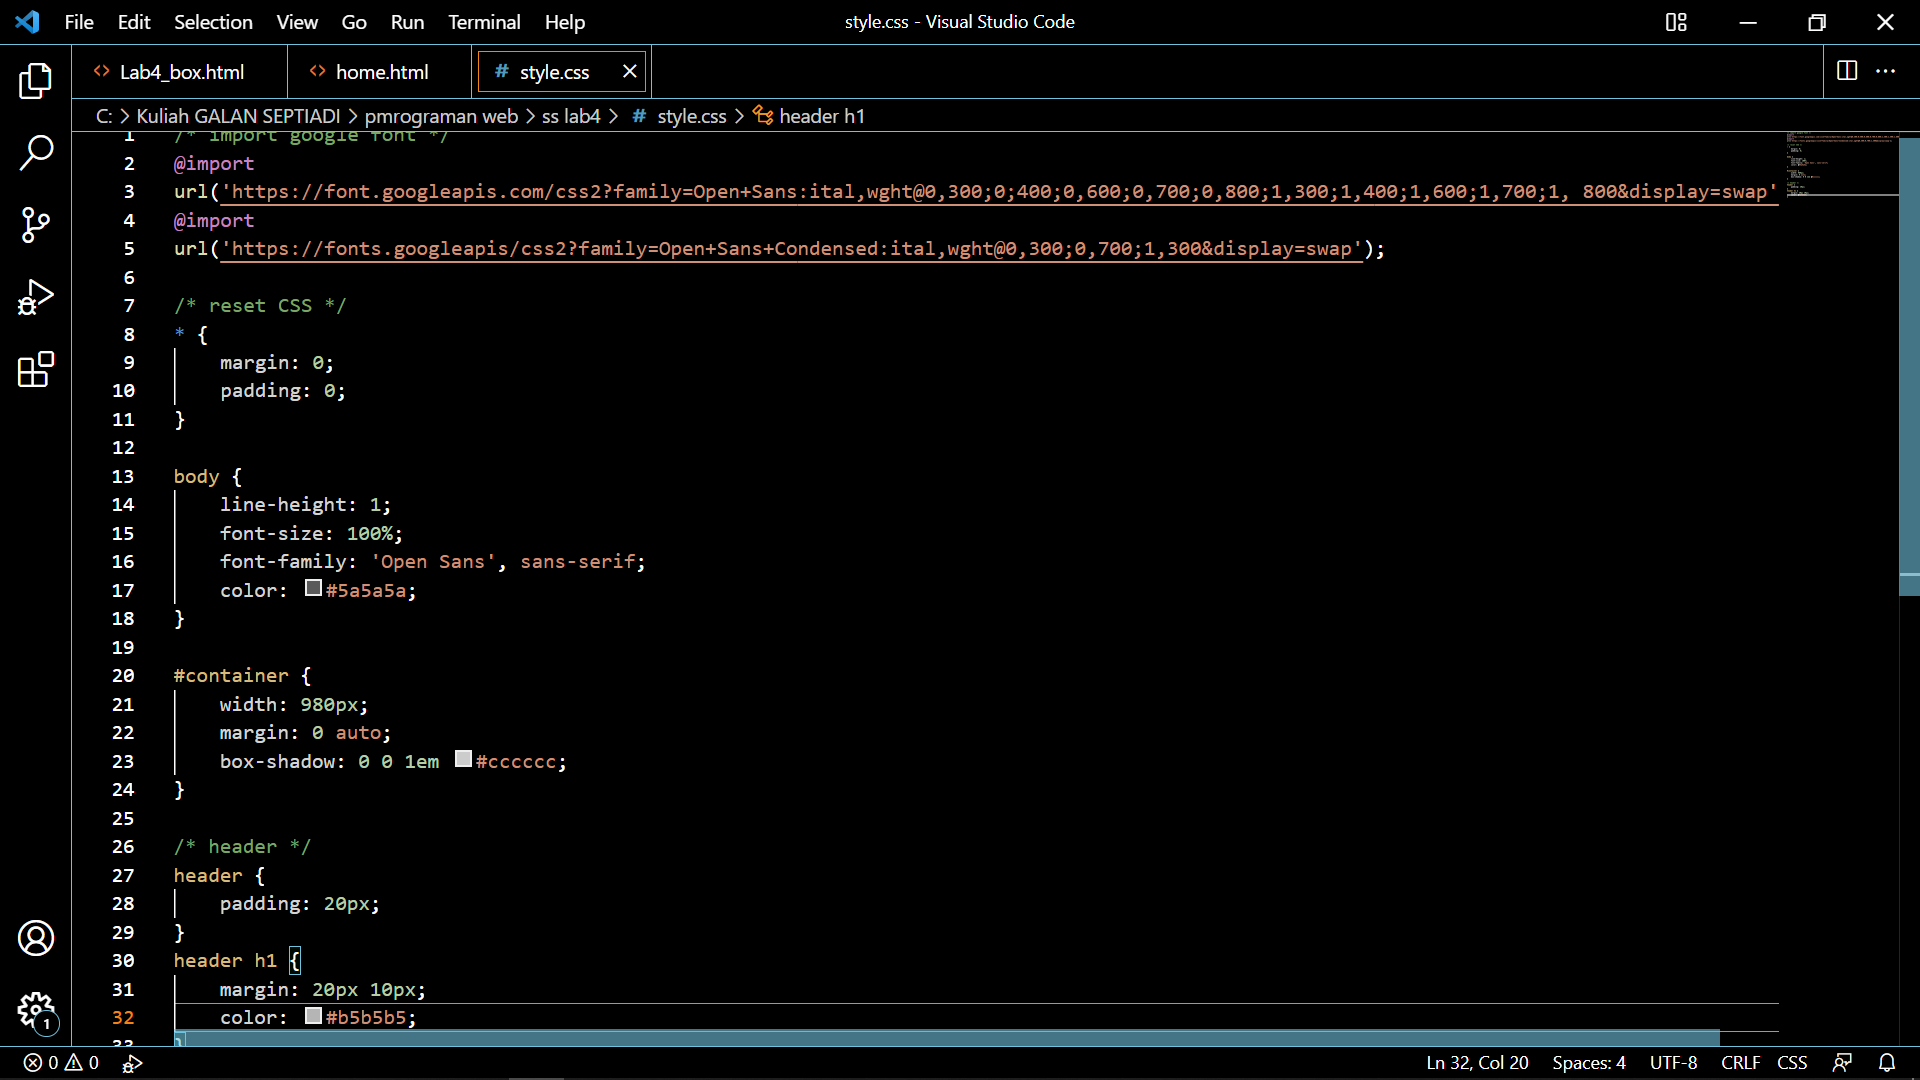 File Edit Selection View Go Run Terminal Help
style.css - Visual Studio Code
Lab4_box.html
home.html
# style.css
C: > Kuliah GALAN SEPTIADI > pmrograman web > ss lab4 > # style.css > header h1
1 /* import google font */
2 @import
3 url('https://font.googleapis.com/css2?family=Open+Sans:ital,wght@0,300;0;400;0,600;0,700;0,800;1,300;1,400;1,600;1,700;1, 800&display=swap'
4 @import
5 url('https://fonts.googleapis/css2?family=Open+Sans+Condensed:ital,wght@0,300;0,700;1,300&display=swap');
6
7 /* reset CSS */
8 * {
9 margin: 0;
10 padding: 0;
11 }
12
13 body {
14 line-height: 1;
15 font-size: 100%;
16 font-family: 'Open Sans', sans-serif;
17 color: #5a5a5a;
18 }
19
20 #container {
21 width: 980px;
22 margin: 0 auto;
23 box-shadow: 0 0 1em #cccccc;
24 }
25
26 /* header */
27 header {
28 padding: 20px;
29 }
30 header h1 {
31 margin: 20px 10px;
32 color: #b5b5b5;
33 }
1
0 0
Ln 32, Col 20 Spaces: 4 UTF-8 CRLF CSS